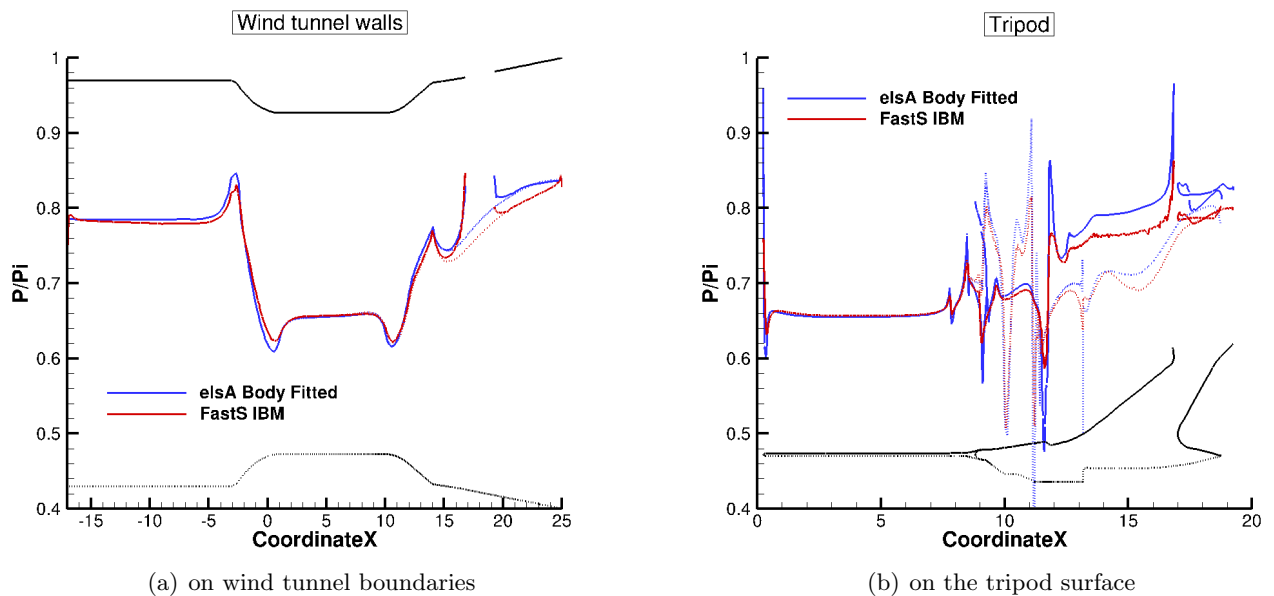 Wind tunnel walls
1
0.9
0.8
0.7
0.6
0.5
0.4
P/Pi
elsA Body Fitted
FastS IBM
-15 -10 -5 0 5 10 15 20 25
CoordinateX
(a) on wind tunnel boundaries
Tripod
1
0.9
0.8
0.7
0.6
0.5
0.4
P/Pi
elsA Body Fitted
FastS IBM
0 5 10 15 20
CoordinateX
(b) on the tripod surface